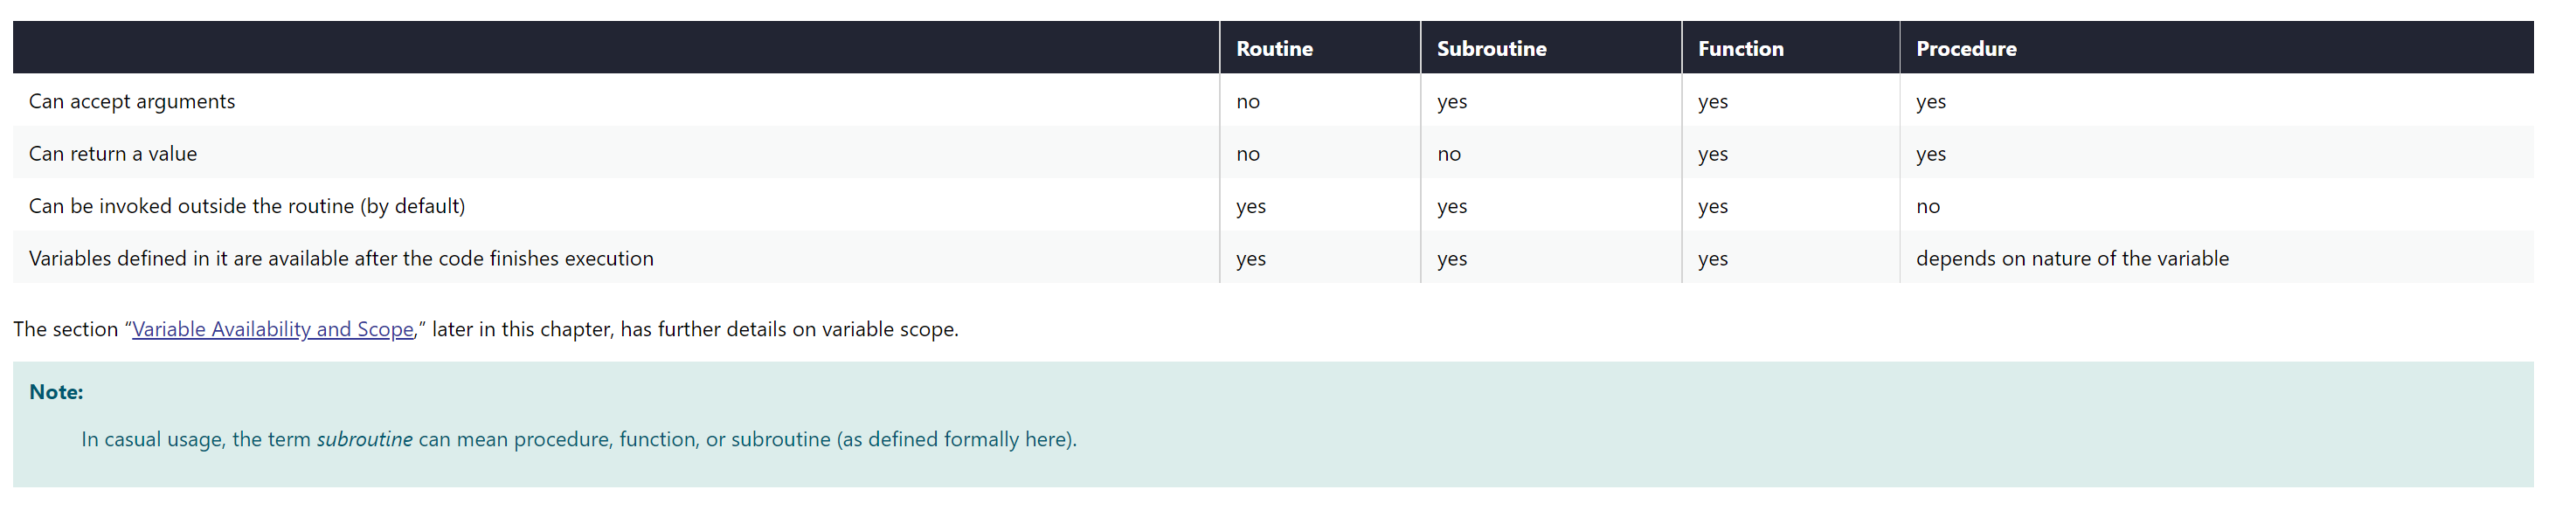 Routine Subroutine Function Procedure
Can accept arguments no yes yes yes
Can return a value no no yes yes
Can be invoked outside the routine (by default) yes yes yes no
Variables defined in it are available after the code finishes execution yes yes yes depends on nature of the variable
The section “Variable Availability and Scope,” later in this chapter, has further details on variable scope.
Note:
In casual usage, the term subroutine can mean procedure, function, or subroutine (as defined formally here).